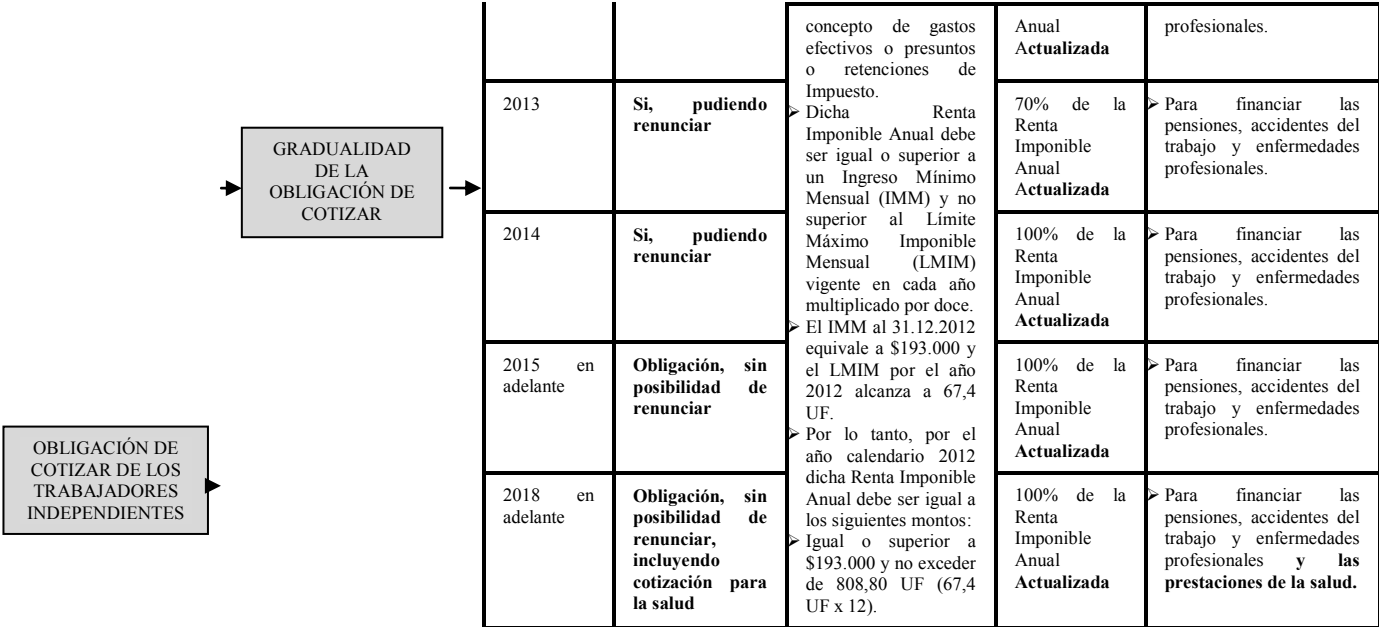 OBLIGACIÓN DE
COTIZAR DE LOS
TRABAJADORES
INDEPENDIENTES
GRADUALIDAD
DE LA
OBLIGACIÓN DE
COTIZAR
concepto de gastos
efectivos o presuntos
o retenciones de
Impuesto.
➢ Dicha Renta
Imponible Anual debe
ser igual o superior a
un Ingreso Mínimo
Mensual (IMM) y no
superior al Límite
Máximo Imponible
Mensual (LMIM)
vigente en cada año
multiplicado por doce.
➢ El IMM al 31.12.2012
equivale a $193.000 y
el LMIM por el año
2012 alcanza a 67,4
UF.
➢ Por lo tanto, por el
año calendario 2012
dicha Renta Imponible
Anual debe ser igual a
los siguientes montos:
➢ Igual o superior a
$193.000 y no exceder
de 808,80 UF (67,4
UF x 12).
Anual
Actualizada
profesionales.
2013
Si, pudiendo
renunciar
70% de la
Renta
Imponible
Anual
Actualizada
➢ Para financiar las
pensiones, accidentes del
trabajo y enfermedades
profesionales.
2014
Si, pudiendo
renunciar
100% de la
Renta
Imponible
Anual
Actualizada
➢ Para financiar las
pensiones, accidentes del
trabajo y enfermedades
profesionales.
2015 en
adelante
Obligación, sin
posibilidad de
renunciar
100% de la
Renta
Imponible
Anual
Actualizada
➢ Para financiar las
pensiones, accidentes del
trabajo y enfermedades
profesionales.
2018 en
adelante
Obligación, sin
posibilidad de
renunciar,
incluyendo
cotización para
la salud
100% de la
Renta
Imponible
Anual
Actualizada
➢ Para financiar las
pensiones, accidentes del
trabajo y enfermedades
profesionales y las
prestaciones de la salud.